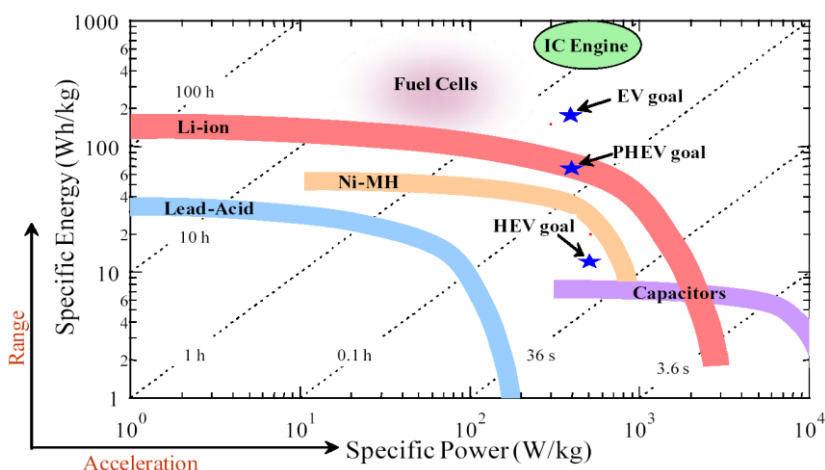 1000
6
4
2
100
6
4
2
10
6
4
2
1
Specific Energy (Wh/kg)
Range
IC Engine
Fuel Cells
100 h
EV goal
Li-ion
PHEV goal
Ni-MH
Lead-Acid
HEV goal
10 h
Capacitors
1 h
0.1 h
36 s
3.6 s
10^0
10^1
10^2
10^3
10^4
Specific Power (W/kg)
Acceleration